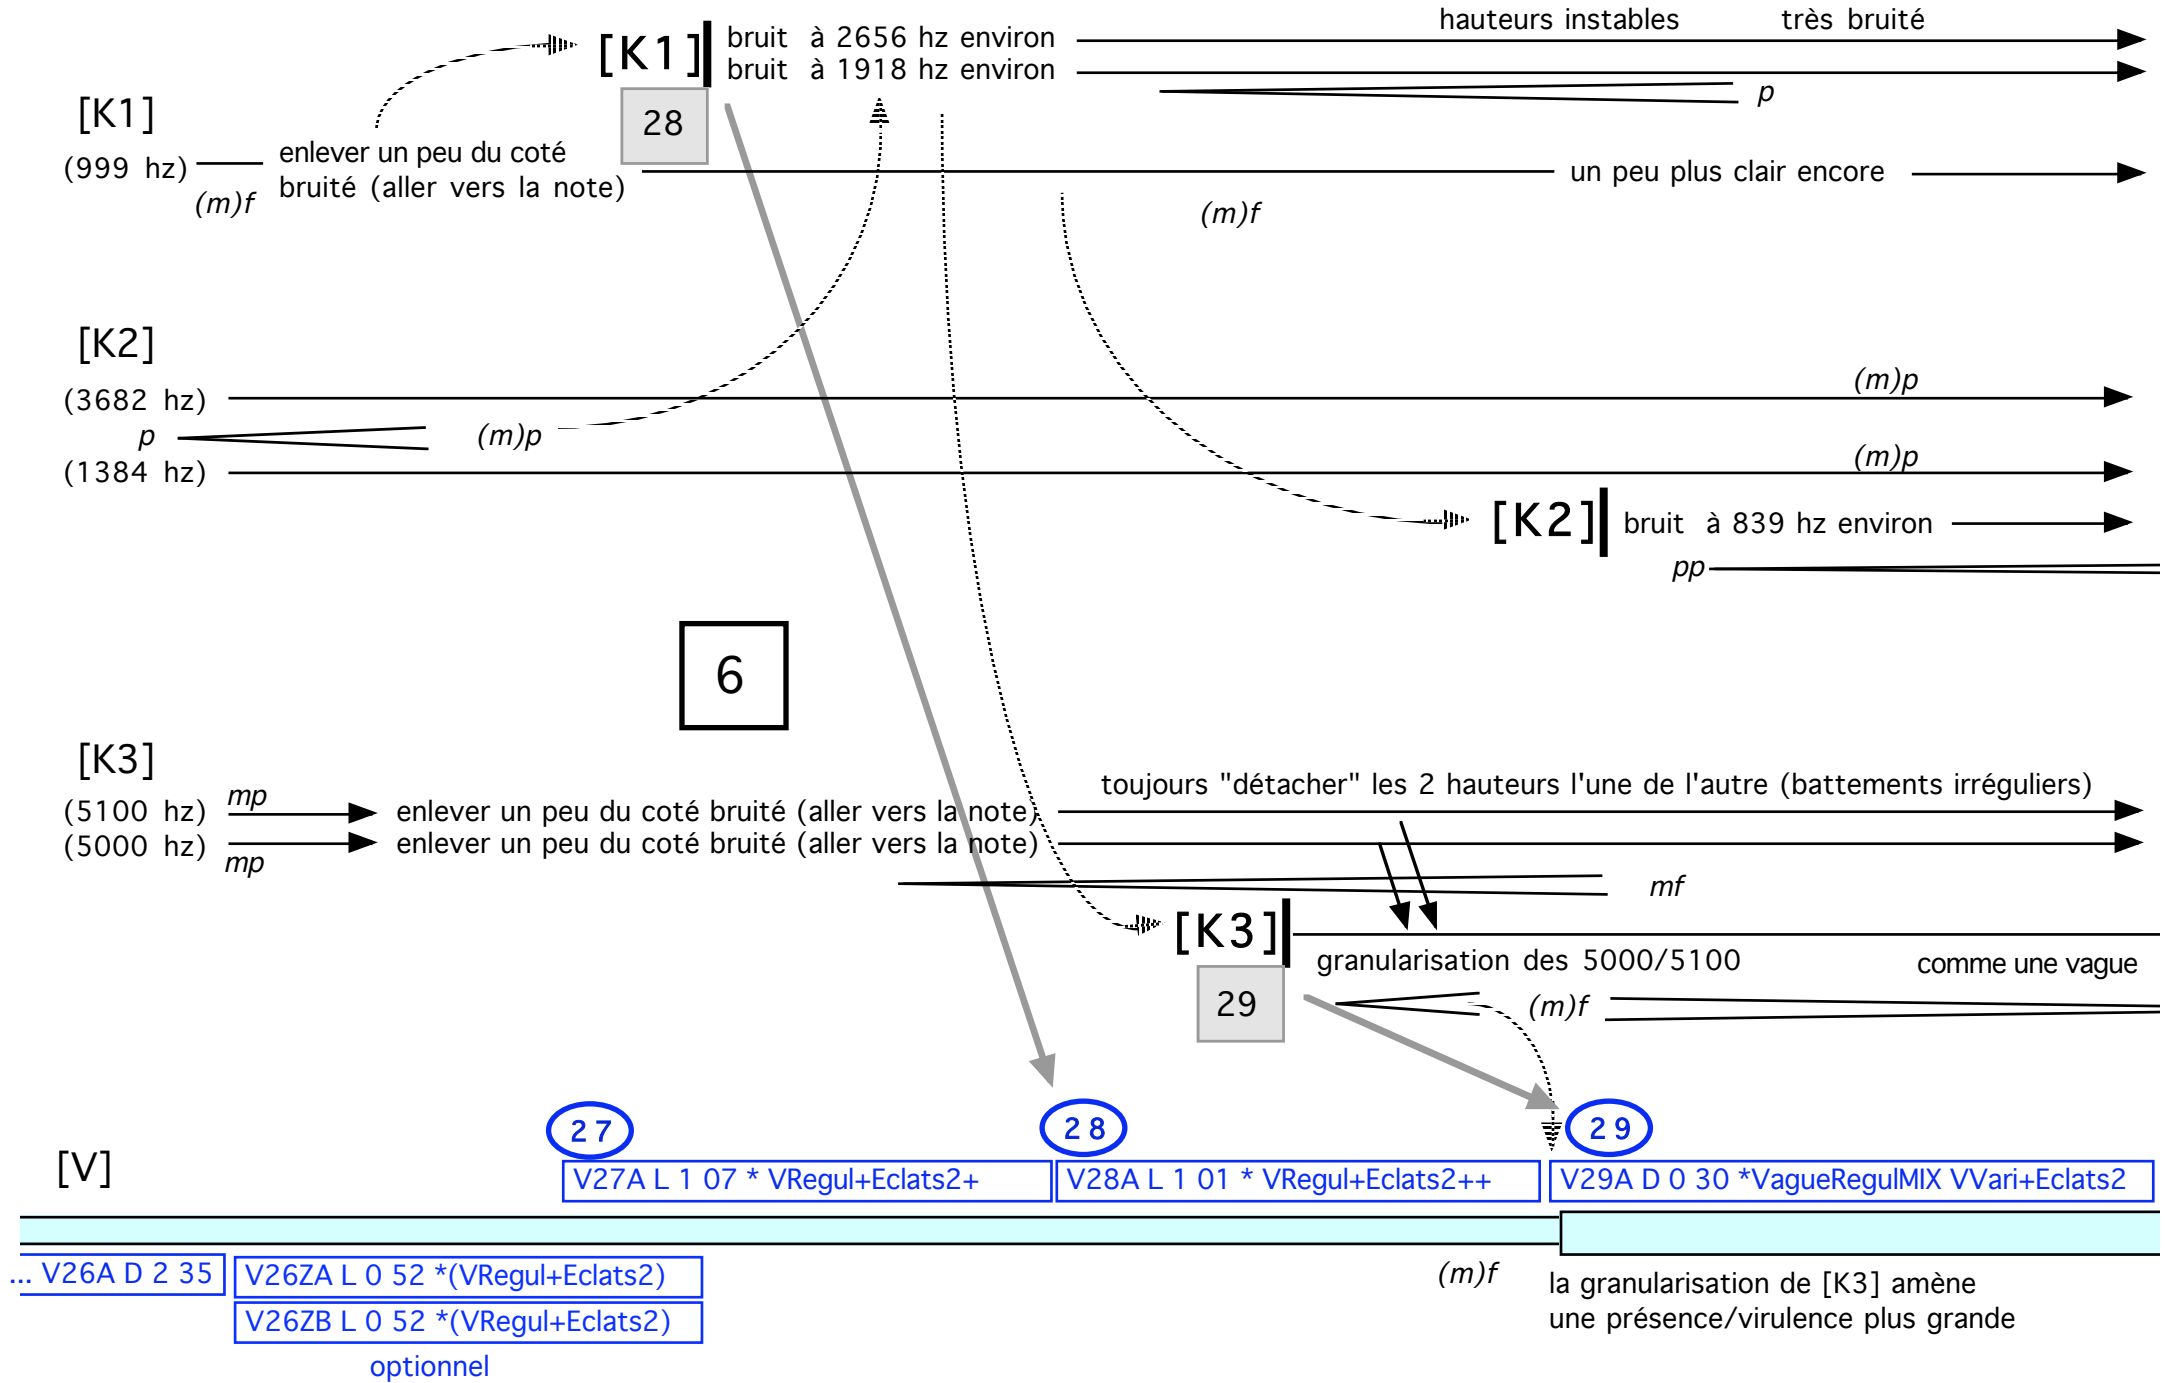 hauteurs instables très bruité
[K1] bruit à 2656 hz environ
bruit à 1918 hz environ
p
[K1]
28
(999 hz) enlever un peu du coté
bruité (aller vers la note)
un peu plus clair encore
(m)f
(m)f
[K2]
(3682 hz)
(m)p
p
(m)p
(1384 hz)
(m)p
[K2] bruit à 839 hz environ
pp
6
[K3]
toujours "détacher" les 2 hauteurs l'une de l'autre (battements irréguliers)
(5100 hz) mp enlever un peu du coté bruité (aller vers la note)
(5000 hz) mp enlever un peu du coté bruité (aller vers la note)
mf
[K3]
granularisation des 5000/5100 comme une vague
29
(m)f
27
28
29
[V]
V27A L 1 07 * VRegul+Eclats2+
V28A L 1 01 * VRegul+Eclats2++
V29A D 0 30 *VagueRegulMIX VVari+Eclats2
... V26A D 2 35
V26ZA L 0 52 *(VRegul+Eclats2)
V26ZB L 0 52 *(VRegul+Eclats2)
optionnel
(m)f
la granularisation de [K3] amène
une présence/virulence plus grande